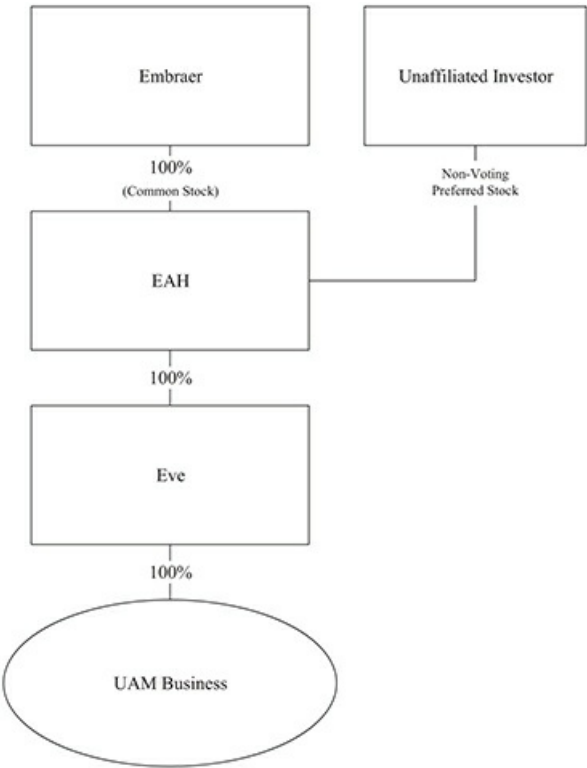 Embraer
Unaffiliated Investor
100%
(Common Stock)
Non-Voting
Preferred Stock
EAH
100%
Eve
100%
UAM Business